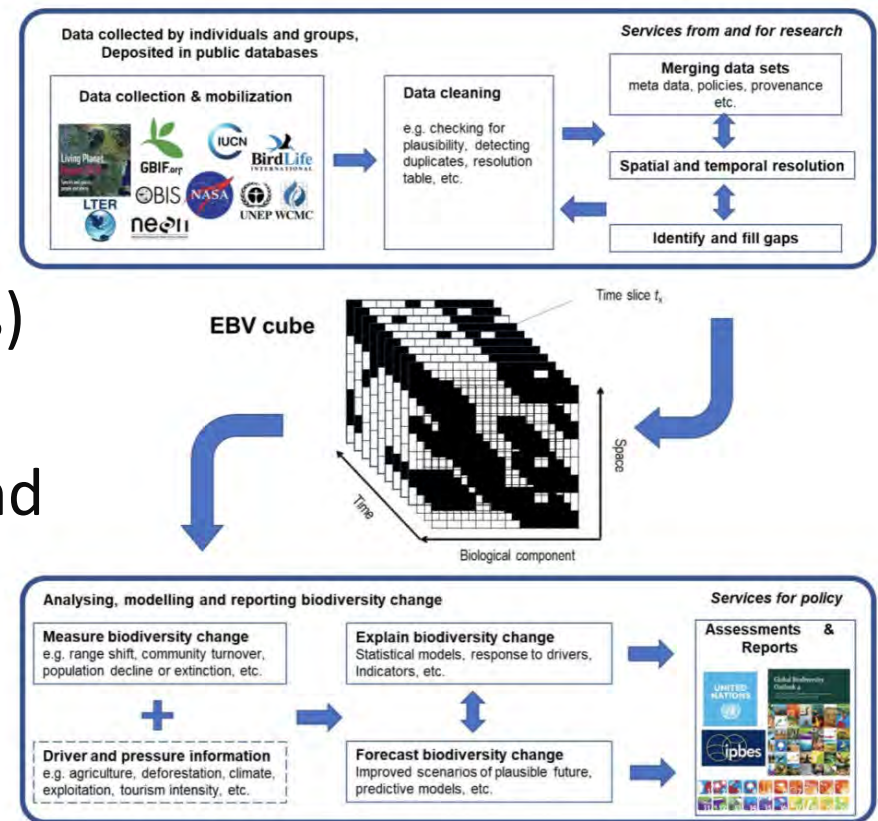 Data collected by individuals and groups,
Deposited in public databases
Services from and for research
Data collection & mobilization
Living Planet
GBIF.org
IUCN
BirdLife
INTERNATIONAL
OBIS
NASA
LTER
neon
UNEP WCMC
Data cleaning
e.g. checking for
plausibility, detecting
duplicates, resolution
table, etc.
Merging data sets
meta data, policies, provenance
etc.
Spatial and temporal resolution
Identify and fill gaps
s)
nd
EBV cube
Time slice tₓ
Space
Time
Biological component
Analysing, modelling and reporting biodiversity change
Services for policy
Measure biodiversity change
e.g. range shift, community turnover,
population decline or extinction, etc.
Driver and pressure information
e.g. agriculture, deforestation, climate,
exploitation, tourism intensity, etc.
Explain biodiversity change
Statistical models, response to drivers,
Indicators, etc.
Forecast biodiversity change
Improved scenarios of plausible future,
predictive models, etc.
Assessments &
Reports
UNITED
NATIONS
Global Biodiversity
Outlook 4
ipbes